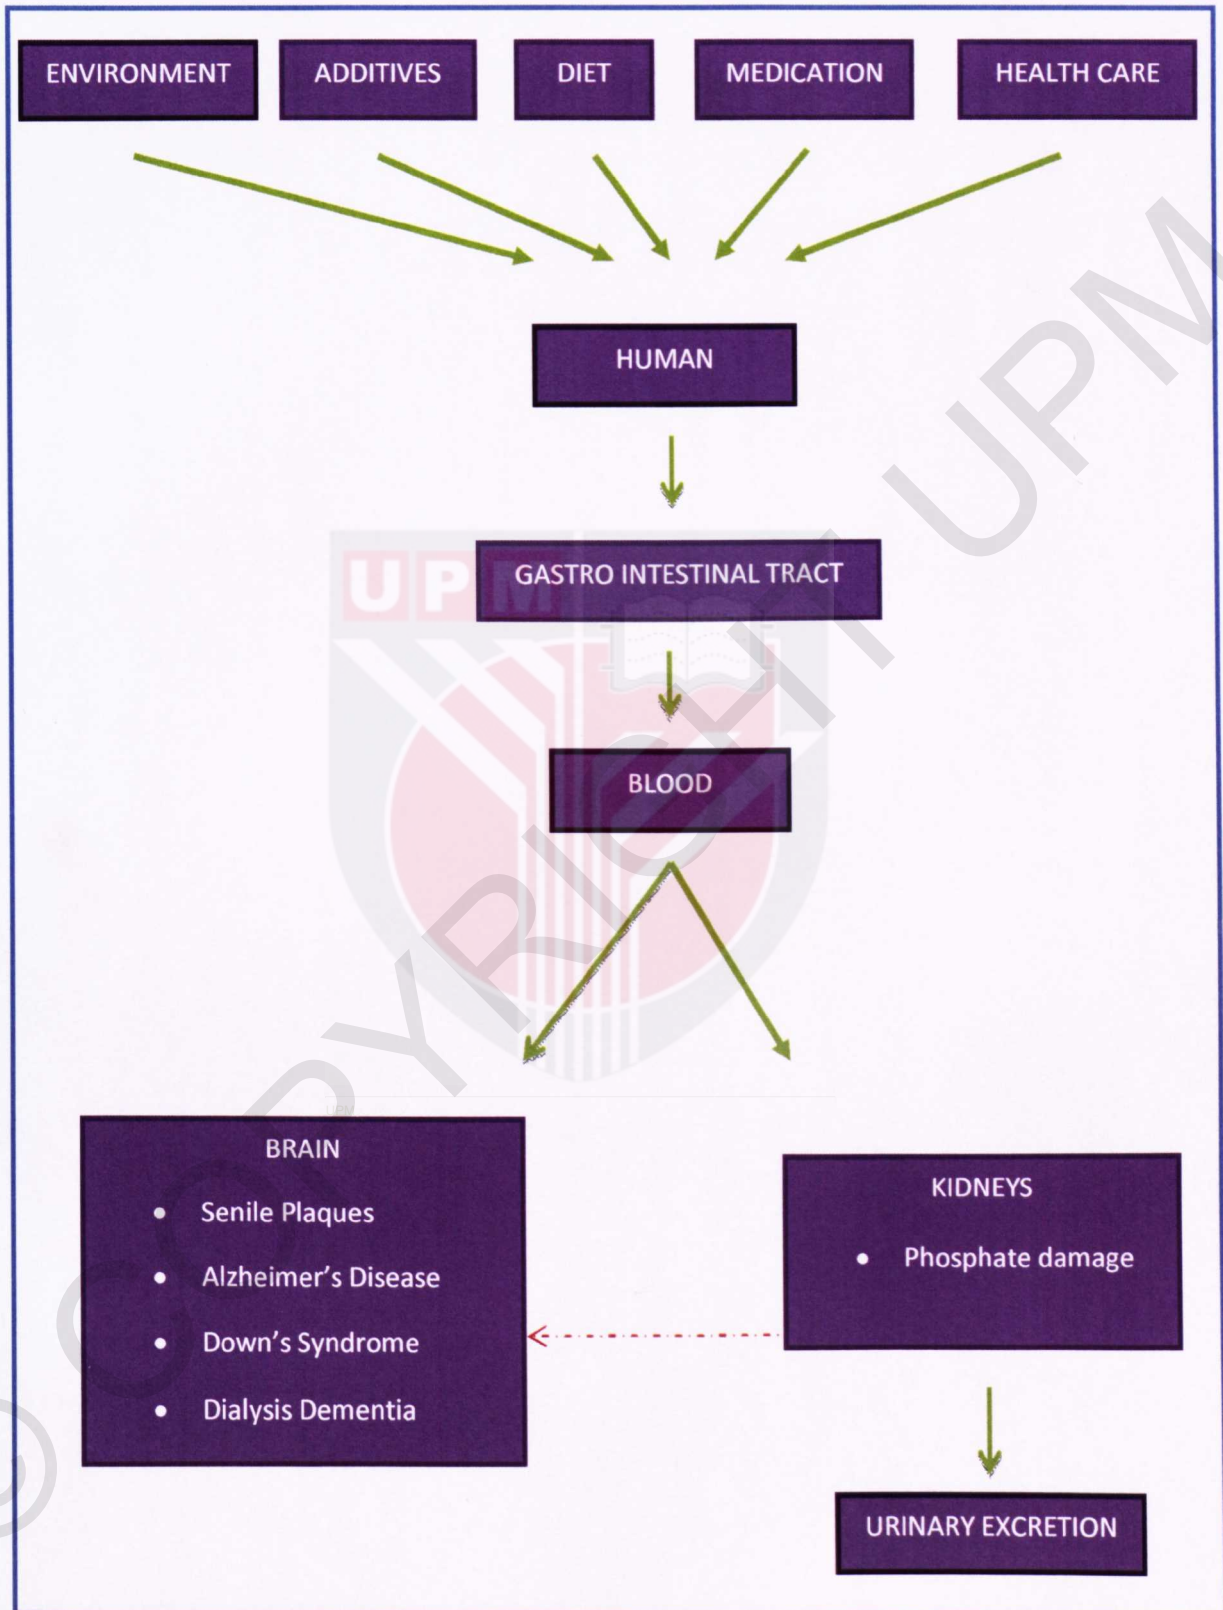 ENVIRONMENT
ADDITIVES
DIET
MEDICATION
HEALTH CARE
HUMAN
GASTRO INTESTINAL TRACT
UPM
BLOOD
UPM
BRAIN
• Senile Plaques
• Alzheimer's Disease
• Down's Syndrome
• Dialysis Dementia
KIDNEYS
• Phosphate damage
URINARY EXCRETION
© COPYRIGHT UPM